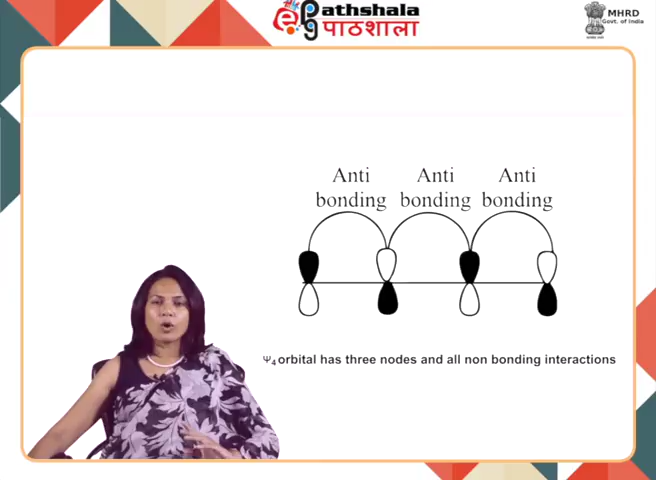 Pathshala
पाठशाला
MHRD
Govt. of India
Anti Anti Anti
bonding bonding bonding
Ψ₄ orbital has three nodes and all non bonding interactions